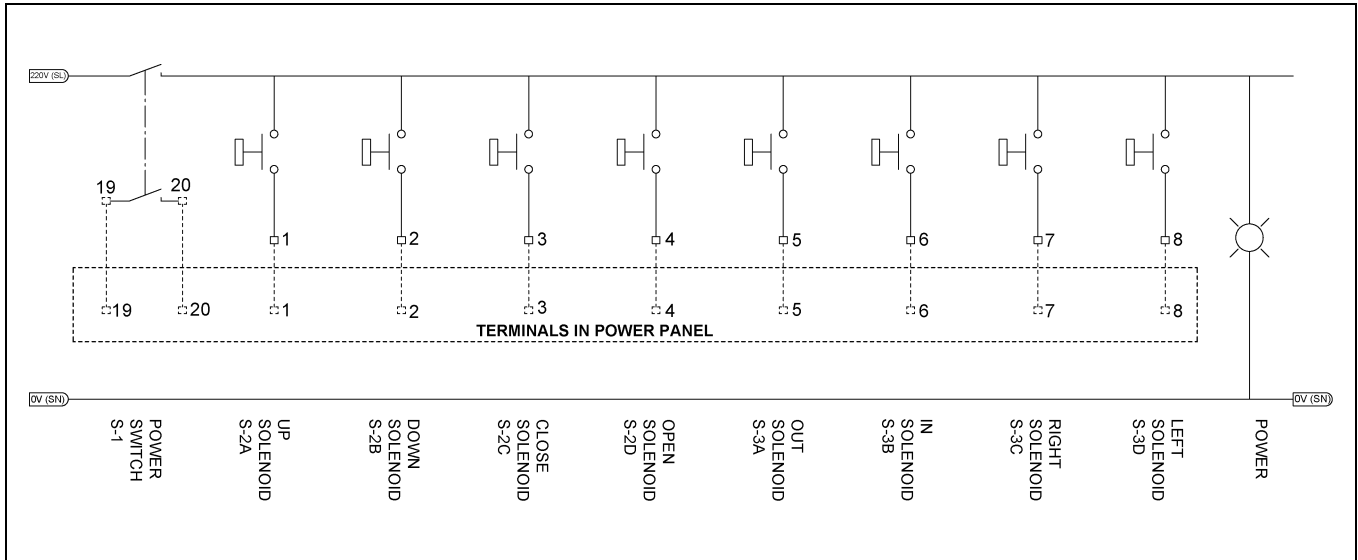 220V (SL)
19 20
1 2 3 4 5 6 7 8
19 20 1 2 3 4 5 6 7 8
TERMINALS IN POWER PANEL
0V (SN) 0V (SN)
POWER
SWITCH
S-1
UP
SOLENOID
S-2A
DOWN
SOLENOID
S-2B
CLOSE
SOLENOID
S-2C
OPEN
SOLENOID
S-2D
OUT
SOLENOID
S-3A
IN
SOLENOID
S-3B
RIGHT
SOLENOID
S-3C
LEFT
SOLENOID
S-3D
POWER